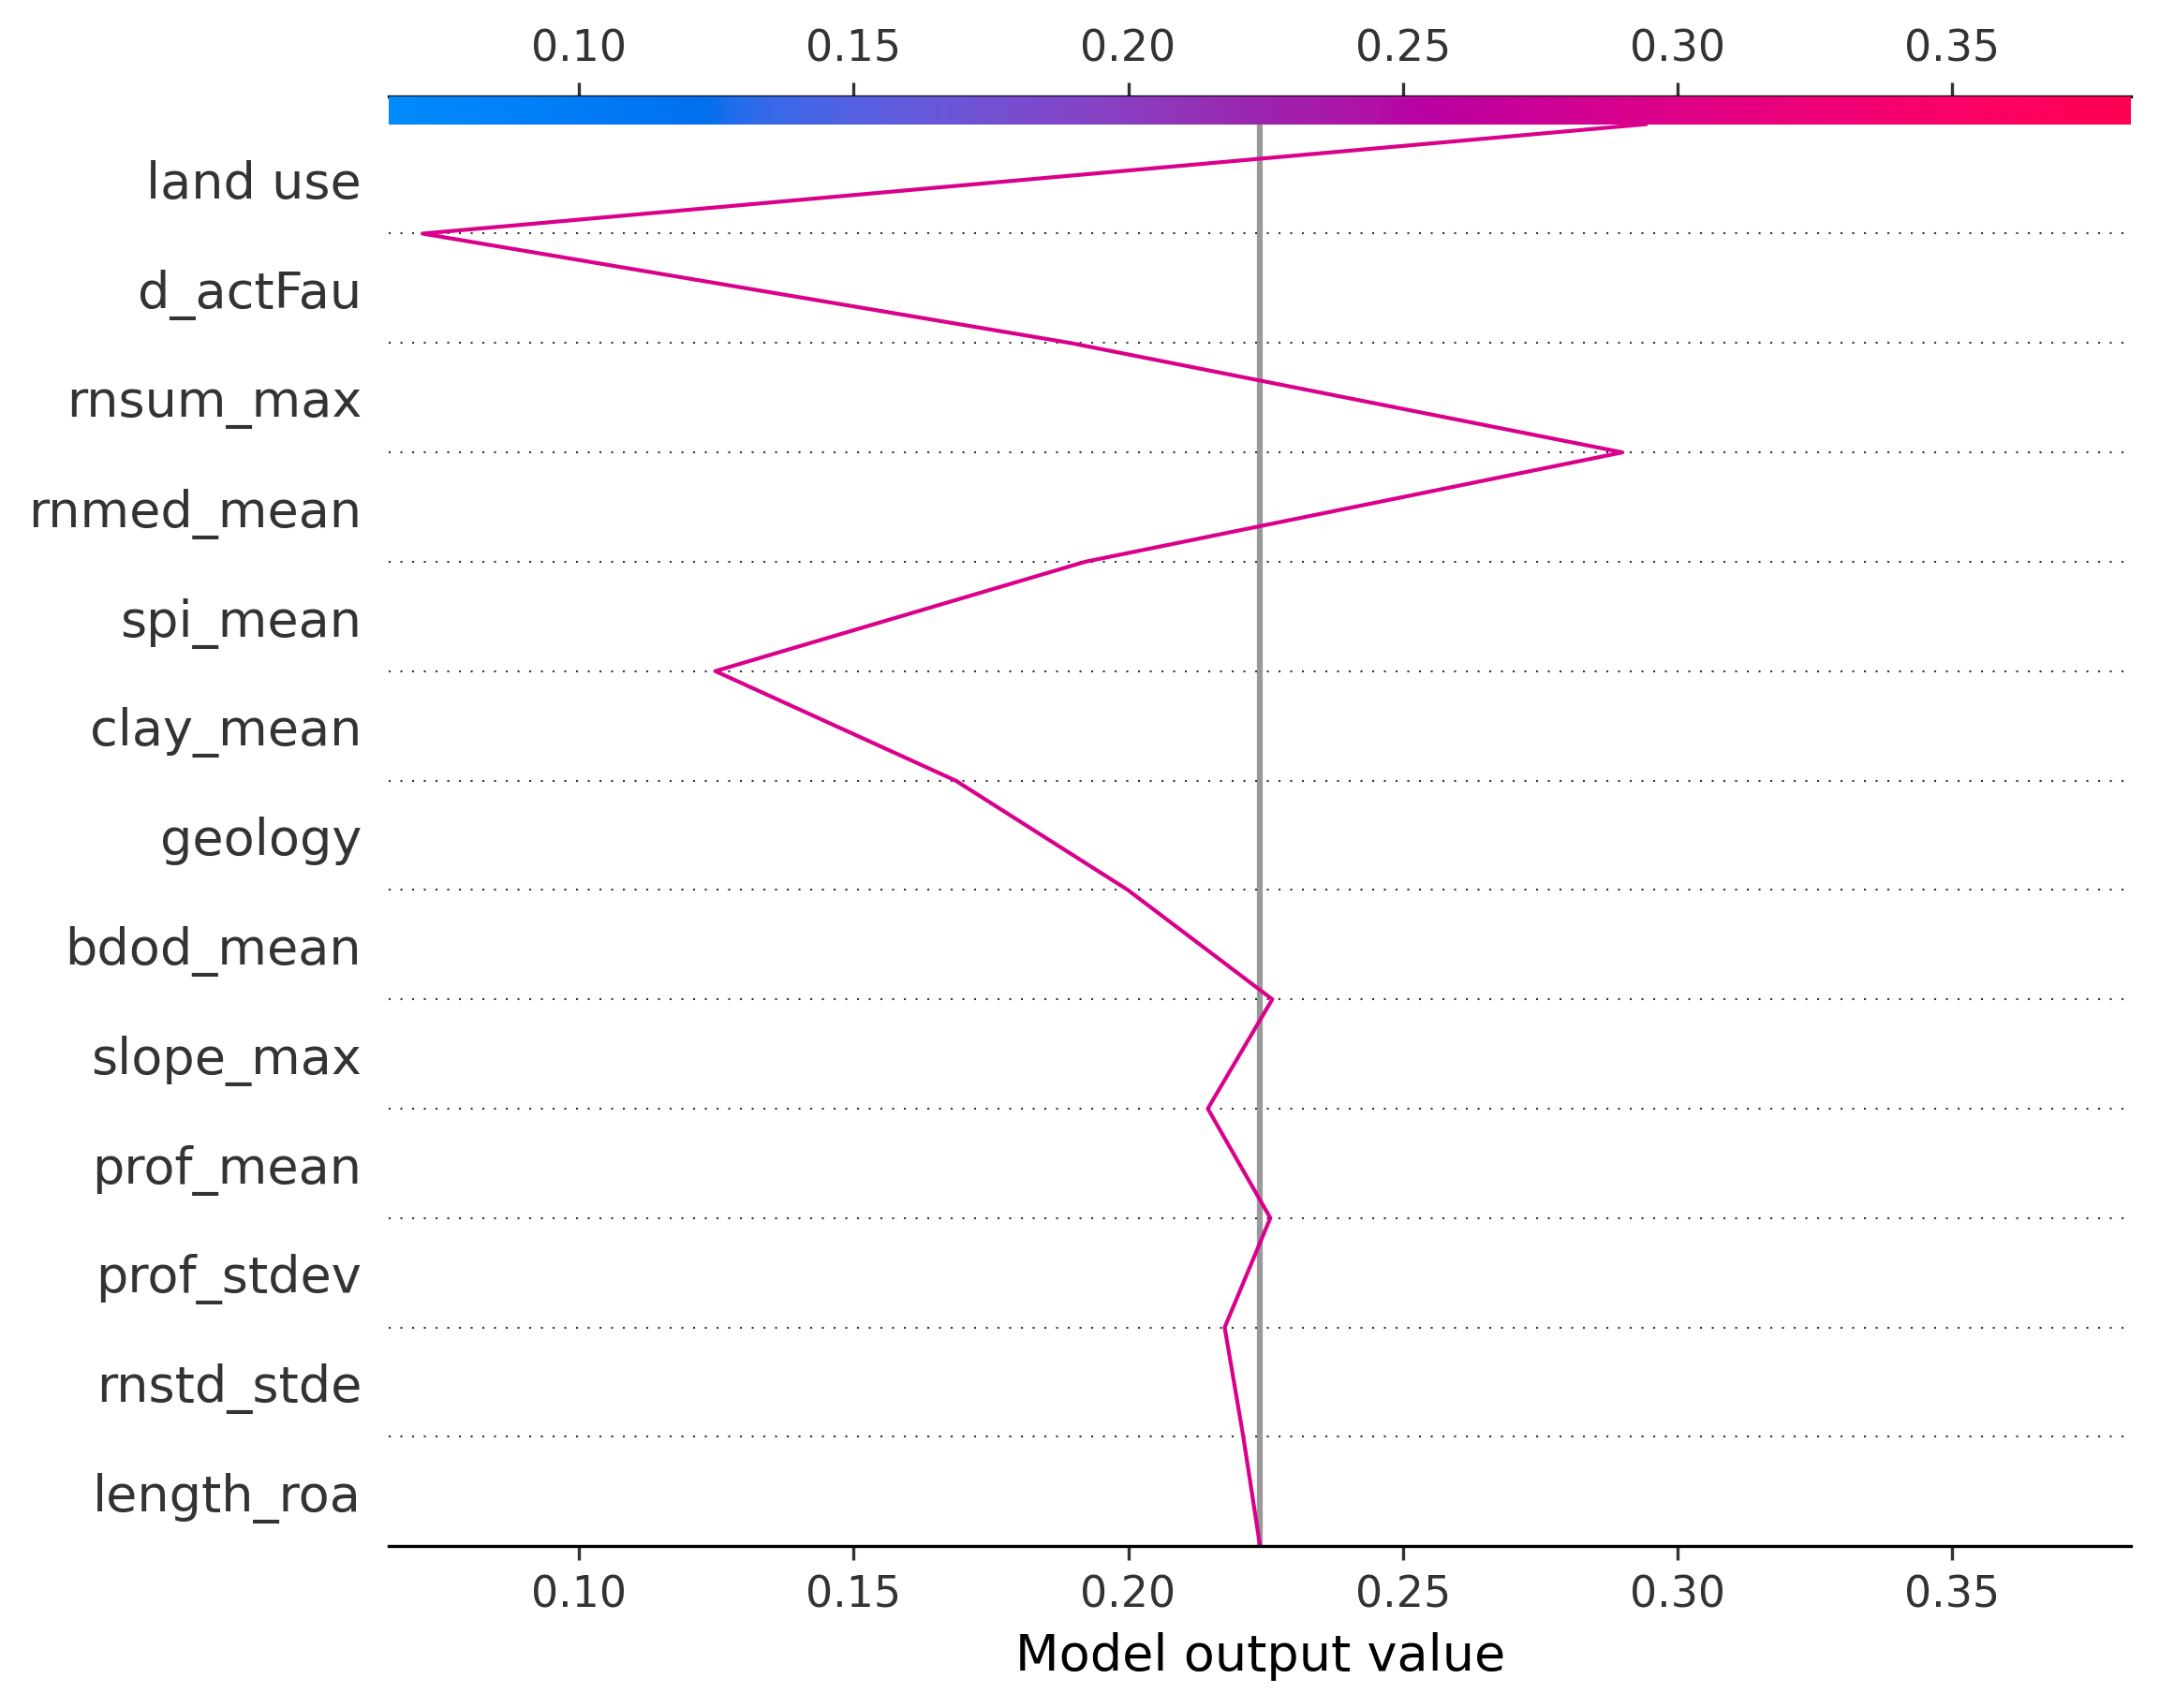 0.10 0.15 0.20 0.25 0.30 0.35
land use
d_actFau
rnsum_max
rnmed_mean
spi_mean
clay_mean
geology
bdod_mean
slope_max
prof_mean
prof_stdev
rnstd_stde
length_roa
0.10 0.15 0.20 0.25 0.30 0.35
Model output value